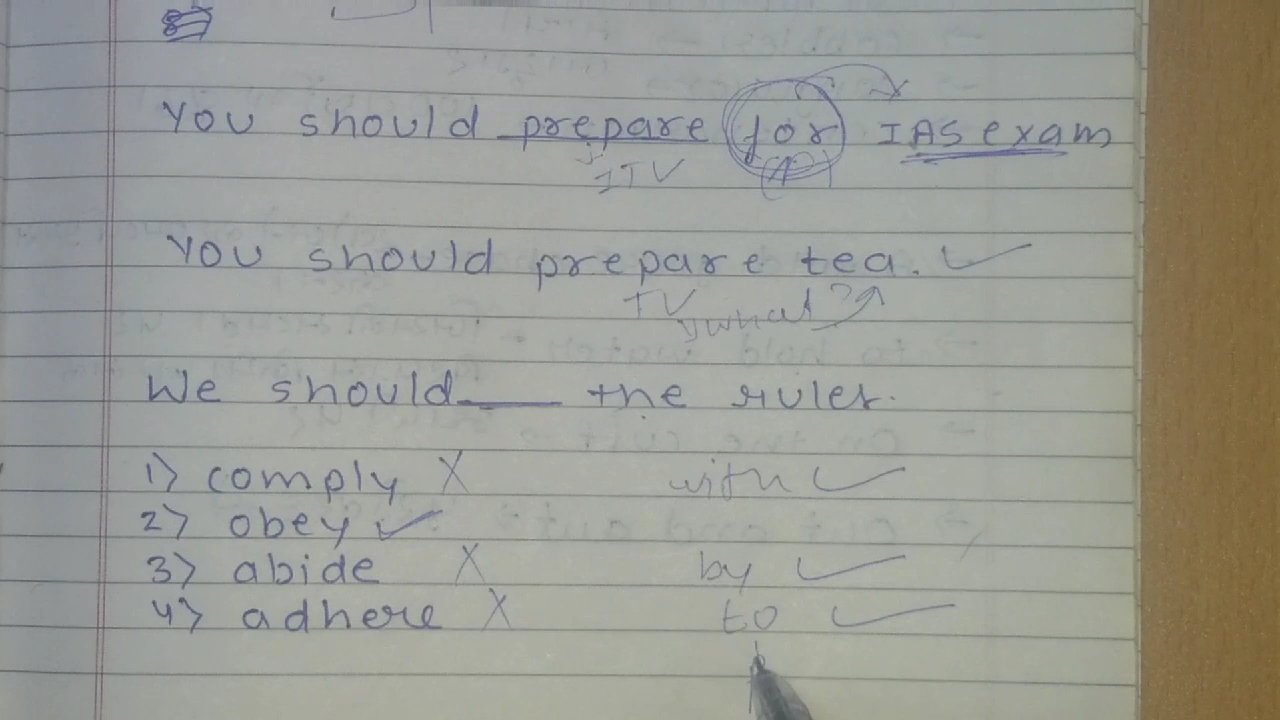 You should prepare for IAS exam
ITV (P)
You should prepare tea. ✓
TV what?
We should ___ the rules.
1) comply X with ✓
2) obey ✓
3) abide X by ✓
4) adhere X to ✓